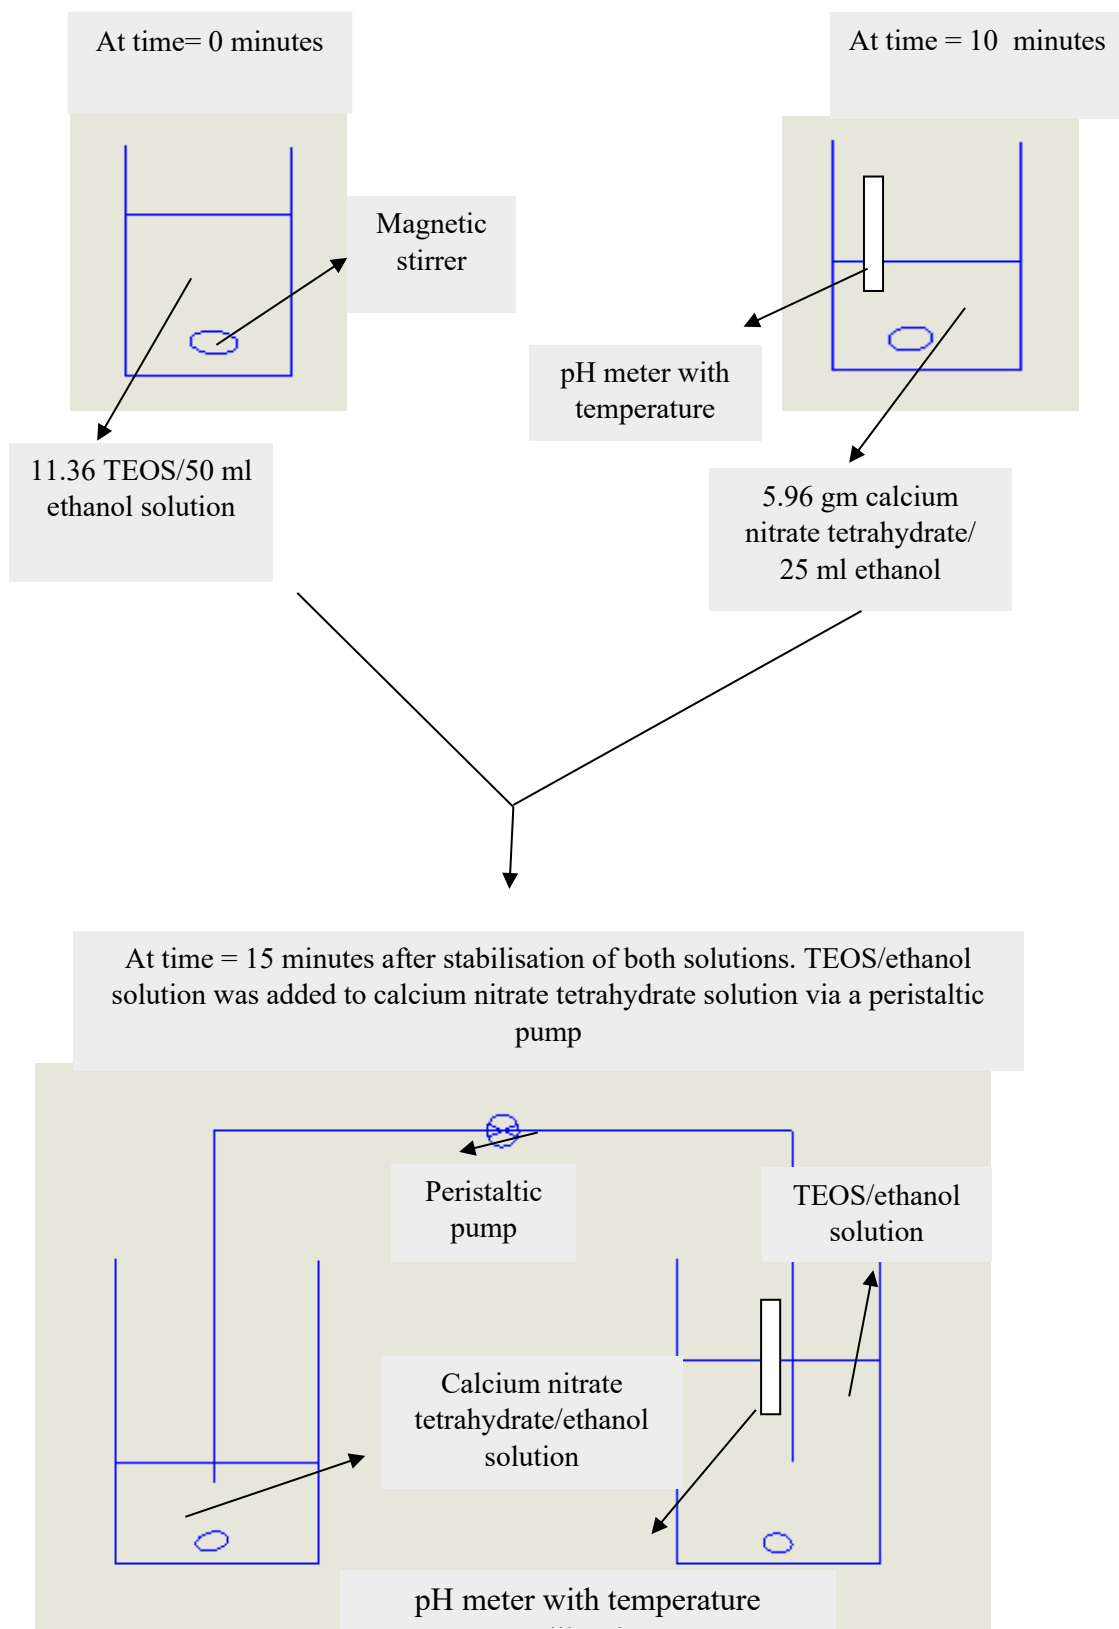 At time= 0 minutes
At time = 10 minutes
Magnetic
stirrer
pH meter with
temperature
11.36 TEOS/50 ml
ethanol solution
5.96 gm calcium
nitrate tetrahydrate/
25 ml ethanol
At time = 15 minutes after stabilisation of both solutions. TEOS/ethanol
solution was added to calcium nitrate tetrahydrate solution via a peristaltic
pump
Peristaltic
pump
TEOS/ethanol
solution
Calcium nitrate
tetrahydrate/ethanol
solution
pH meter with temperature